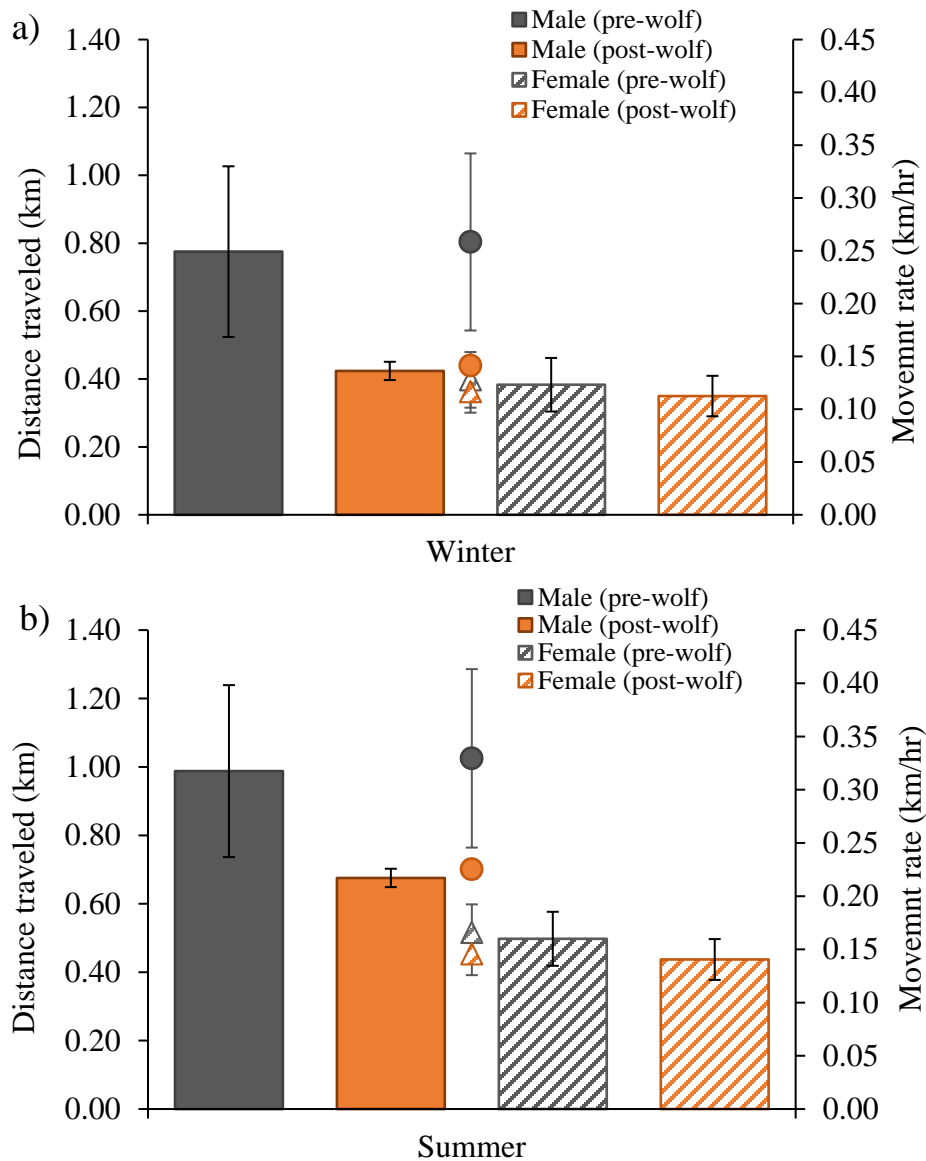 a)
Male (pre-wolf)
Male (post-wolf)
Female (pre-wolf)
Female (post-wolf)
Distance traveled (km)
1.40
1.20
1.00
0.80
0.60
0.40
0.20
0.00
Movemnt rate (km/hr)
0.45
0.40
0.35
0.30
0.25
0.20
0.15
0.10
0.05
0.00
Winter
b)
Male (pre-wolf)
Male (post-wolf)
Female (pre-wolf)
Female (post-wolf)
Distance traveled (km)
1.40
1.20
1.00
0.80
0.60
0.40
0.20
0.00
Movemnt rate (km/hr)
0.45
0.40
0.35
0.30
0.25
0.20
0.15
0.10
0.05
0.00
Summer